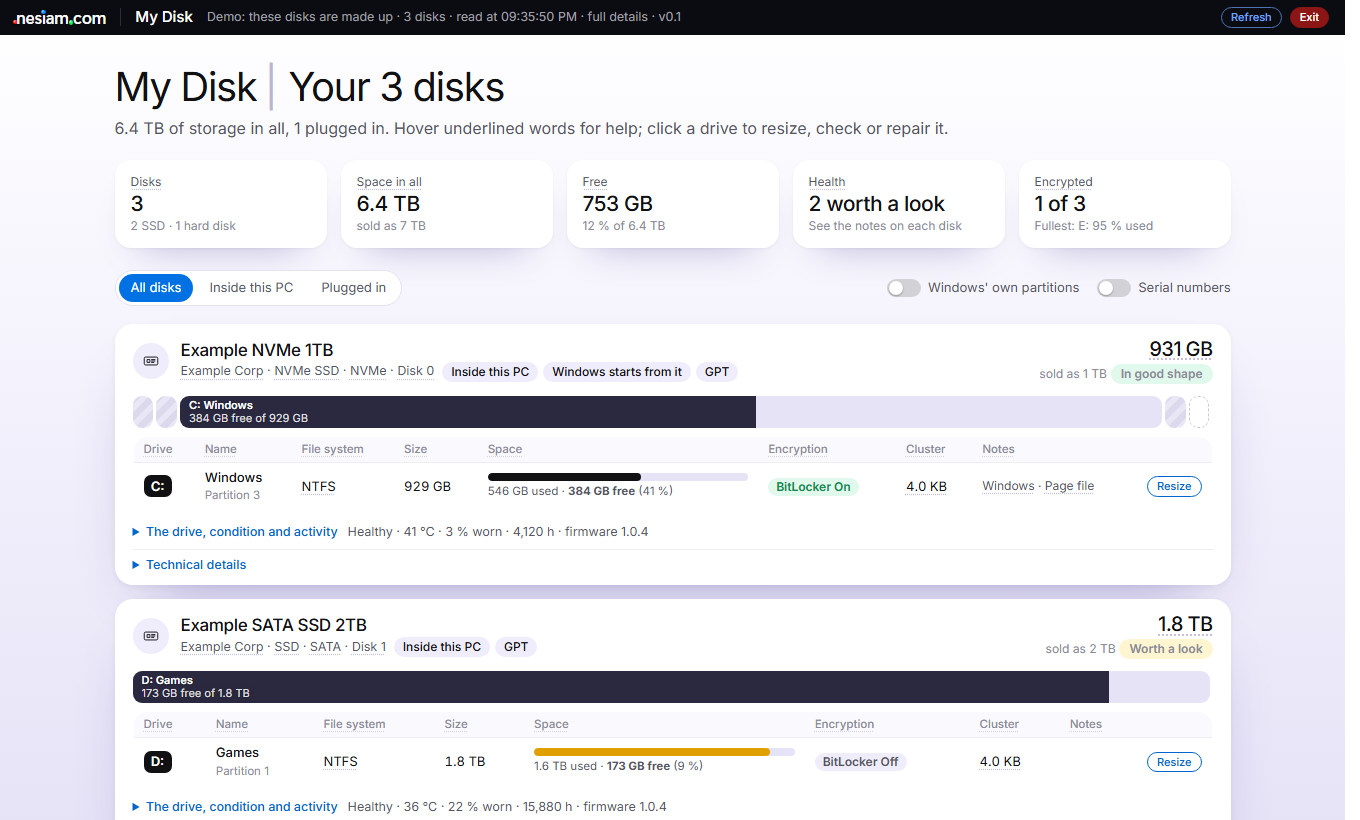 nesiam.com My Disk Demo: these disks are made up · 3 disks · read at 09:35:50 PM · full details · v0.1 Refresh Exit
My Disk Your 3 disks
6.4 TB of storage in all, 1 plugged in. Hover underlined words for help; click a drive to resize, check or repair it.
Disks
3
2 SSD · 1 hard disk
Space in all
6.4 TB
sold as 7 TB
Free
753 GB
12 % of 6.4 TB
Health
2 worth a look
See the notes on each disk
Encrypted
1 of 3
Fullest: E: 95 % used
All disks Inside this PC Plugged in Windows' own partitions Serial numbers
Example NVMe 1TB 931 GB
Example Corp · NVMe SSD · NVMe · Disk 0 Inside this PC Windows starts from it GPT sold as 1 TB In good shape
C: Windows
384 GB free of 929 GB
Drive Name File system Size Space Encryption Cluster Notes
C: Windows NTFS 929 GB BitLocker On 4.0 KB Windows · Page file Resize
Partition 3 546 GB used · 384 GB free (41 %)
The drive, condition and activity Healthy · 41 °C · 3 % worn · 4,120 h · firmware 1.0.4
Technical details
Example SATA SSD 2TB 1.8 TB
Example Corp · SSD · SATA · Disk 1 Inside this PC GPT sold as 2 TB Worth a look
D: Games
173 GB free of 1.8 TB
Drive Name File system Size Space Encryption Cluster Notes
D: Games NTFS 1.8 TB BitLocker Off 4.0 KB Resize
Partition 1 1.6 TB used · 173 GB free (9 %)
The drive, condition and activity Healthy · 36 °C · 22 % worn · 15,880 h · firmware 1.0.4